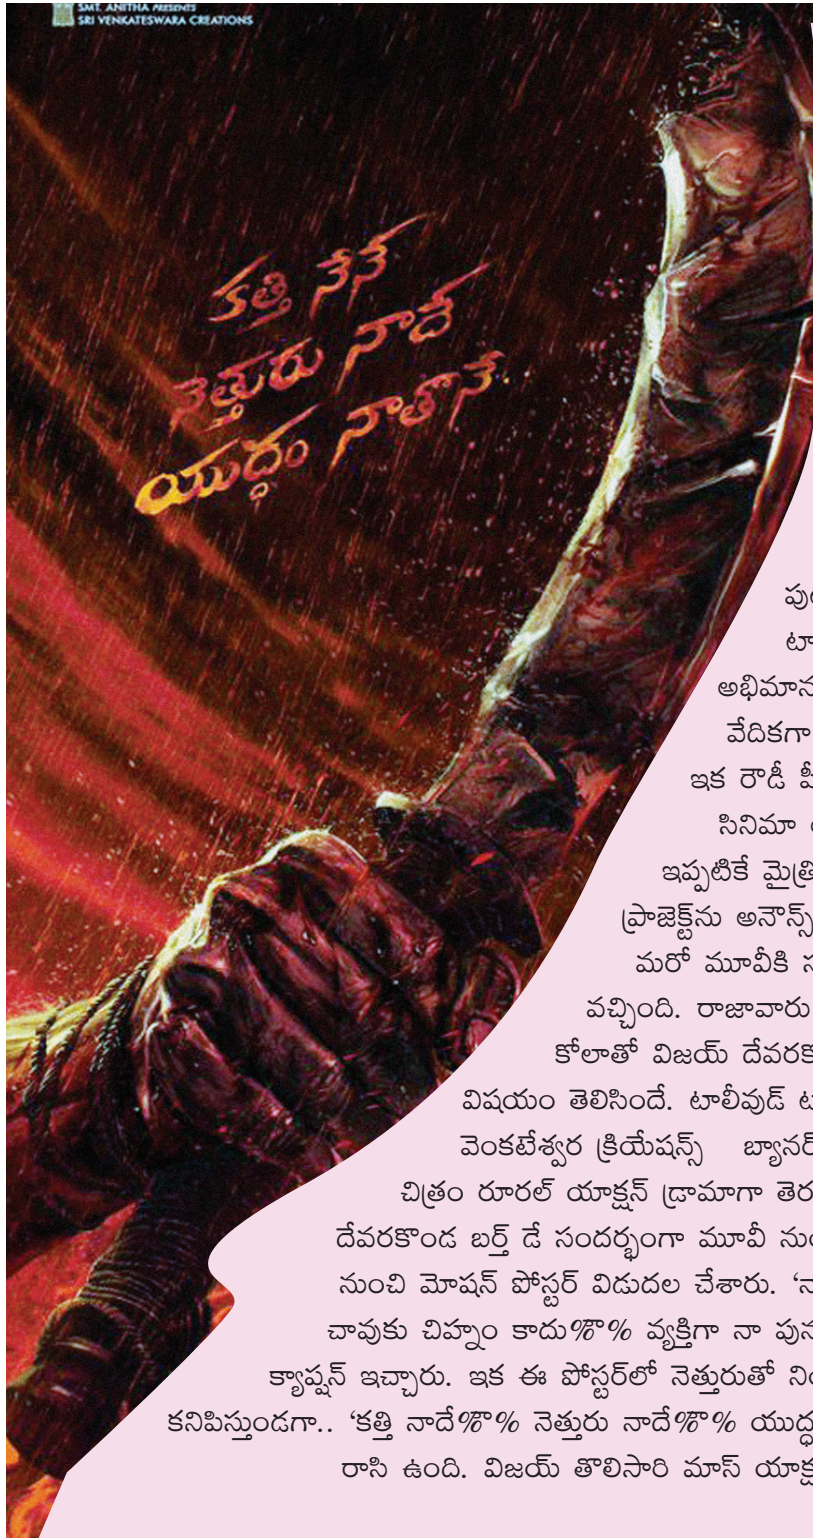 SMT. ANITHA PRESENTS
SRI VENKATESWARA CREATIONS
కత్తి నేనే
నెత్తురు నాదే
యుద్ధం నాతోనే
అభిమాన
వేదికగా
ఇక రౌడీ
సినిమా
ఇప్పటికే మైత్రి
ప్రాజెక్ట్‌ను అనౌన్స్
మరో మూవీకి
వచ్చింది. రాజావారు
కోలాతో విజయ్ దేవరక
విషయం తెలిసిందే. టాలీవుడ్
వెంకటేశ్వర క్రియేషన్స్ బ్యానర్
చిత్రం రూరల్ యాక్షన్ డ్రామాగా తెర
దేవరకొండ బర్త్ డే సందర్భంగా మూవీ
నుంచి మోషన్ పోస్టర్ విడుదల చేశారు. ‘నా
చావుకు చిహ్నం కాదు%ౌ% వ్యక్తిగా నా పున
క్యాప్షన్ ఇచ్చారు. ఇక ఈ పోస్టర్‌లో నెత్తురుతో
కనిపిస్తుండగా.. ‘కత్తి నాదే%ౌ% నెత్తురు నాదే%ౌ% యుద్ధ
రాసి ఉంది. విజయ్ తొలిసారి మాస్ యాక్ష